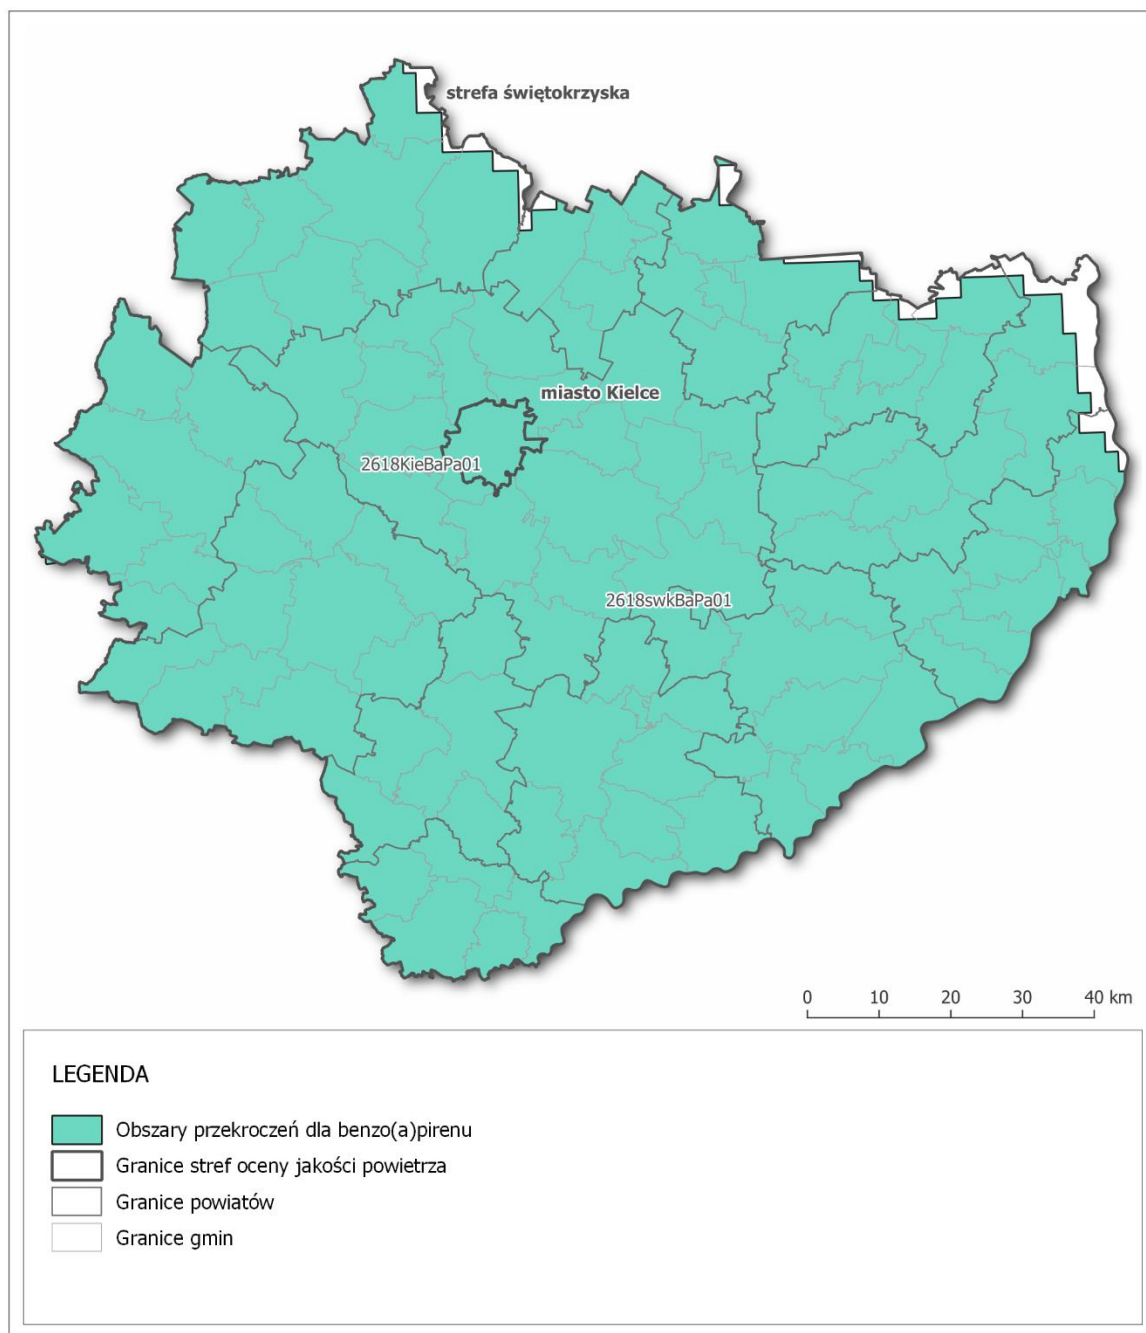 strefa świętokrzyska
miasto Kielce
2618KieBaPa01
2618swkBaPa01
0 10 20 30 40 km
LEGENDA
Obszary przekroczeń dla benzo(a)pirenu
Granice stref oceny jakości powietrza
Granice powiatów
Granice gmin